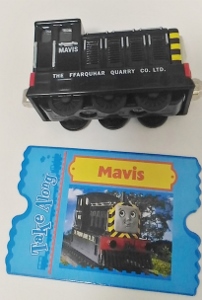 MAVIS
THE FFARQUHAR QUARRY CO. LTD.
Mavis
Take Along